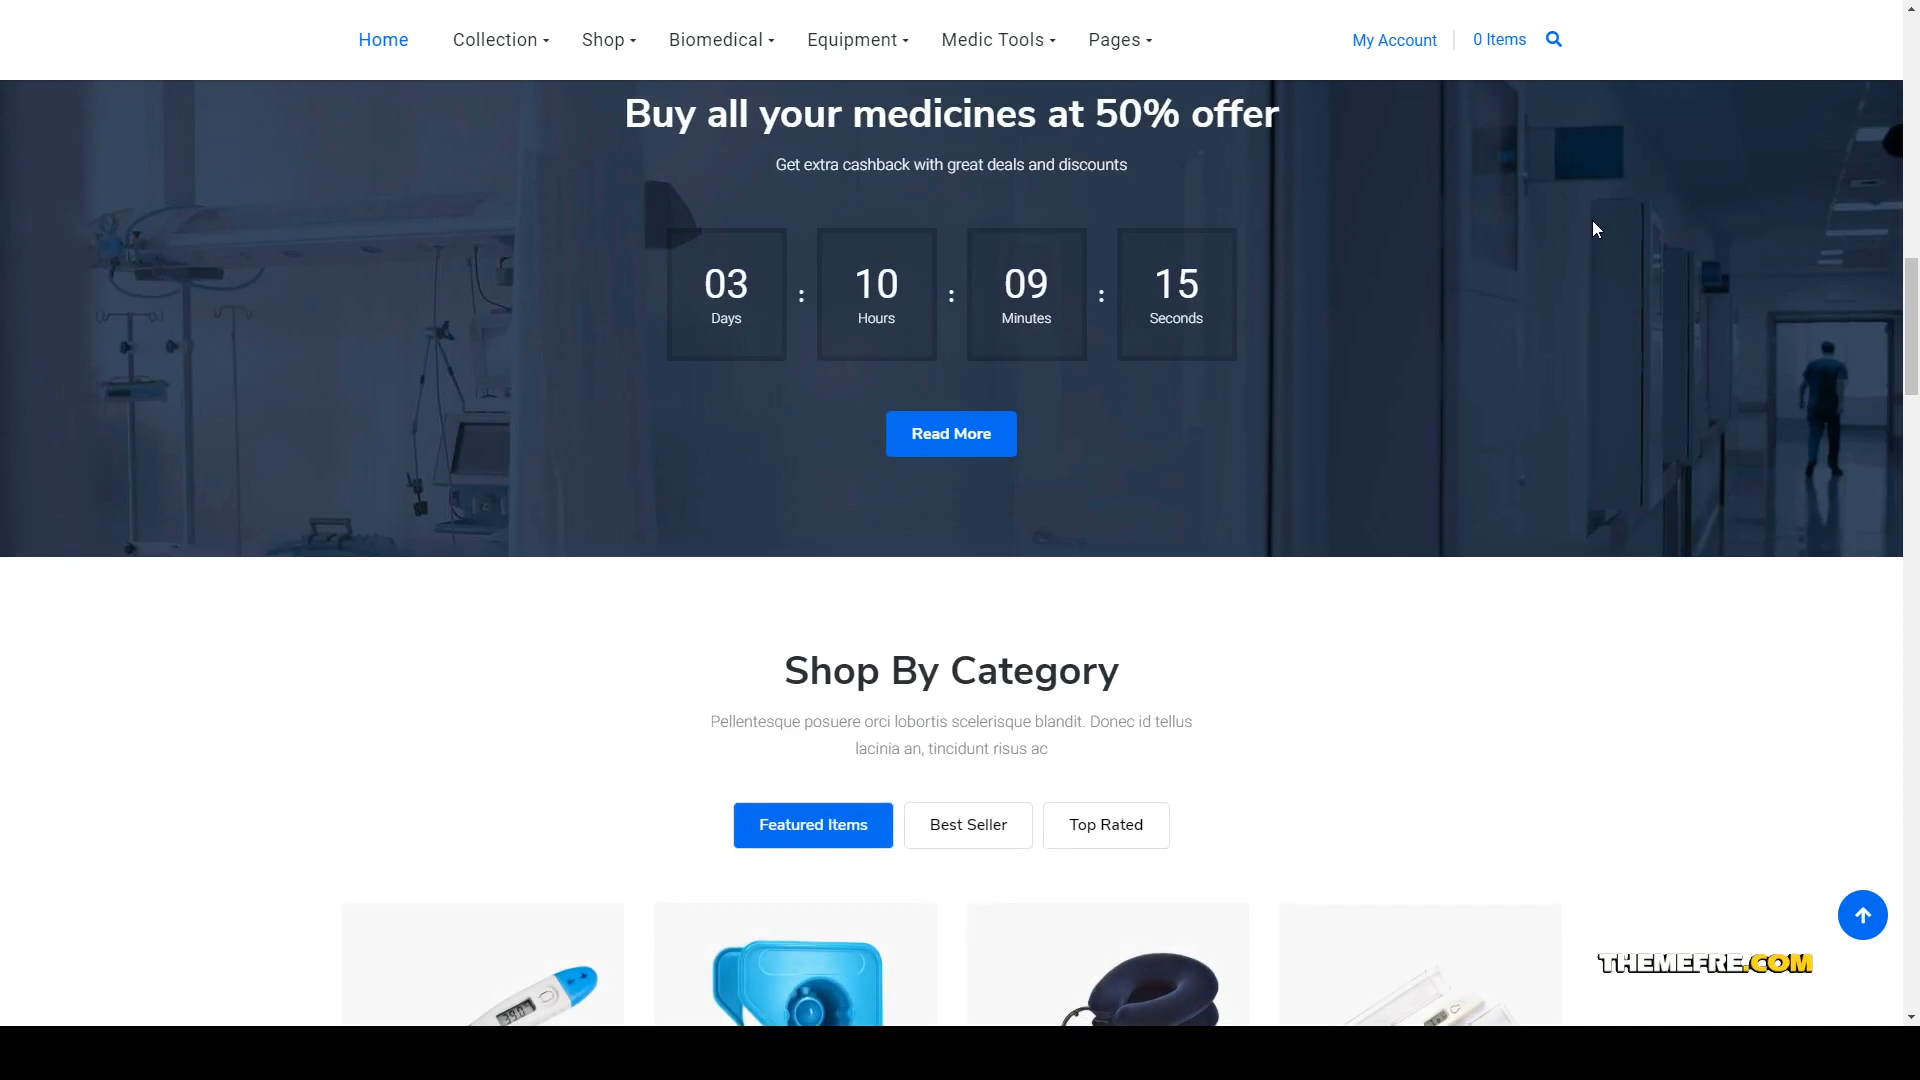 Home Collection Shop Biomedical Equipment Medic Tools Pages My Account 0 Items
Buy all your medicines at 50% offer
Get extra cashback with great deals and discounts
03 : 10 : 09 : 15
Days Hours Minutes Seconds
Read More
Shop By Category
Pellentesque posuere orci lobortis scelerisque blandit. Donec id tellus
lacinia an, tincidunt risus ac
Featured Items Best Seller Top Rated
THEMEFRE.COM
39.0